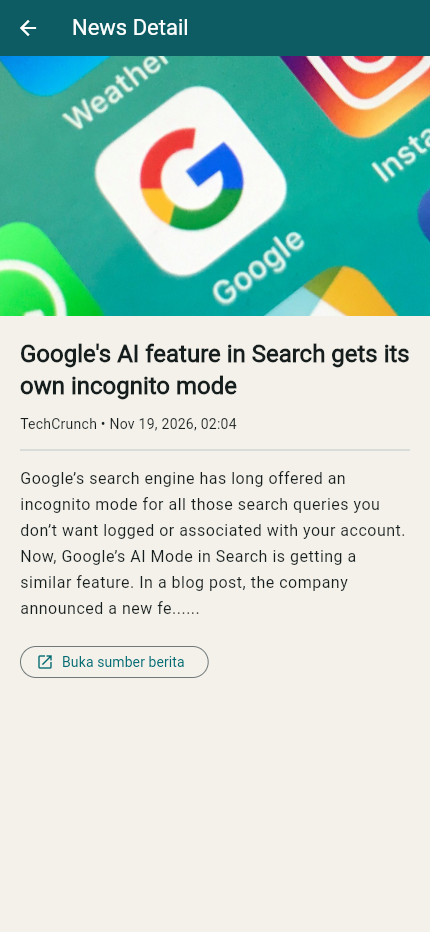 News Detail
Weather
Insta
Google
Google's AI feature in Search gets its
own incognito mode
TechCrunch • Nov 19, 2026, 02:04
Google’s search engine has long offered an
incognito mode for all those search queries you
don’t want logged or associated with your account.
Now, Google’s AI Mode in Search is getting a
similar feature. In a blog post, the company
announced a new fe......
Buka sumber berita